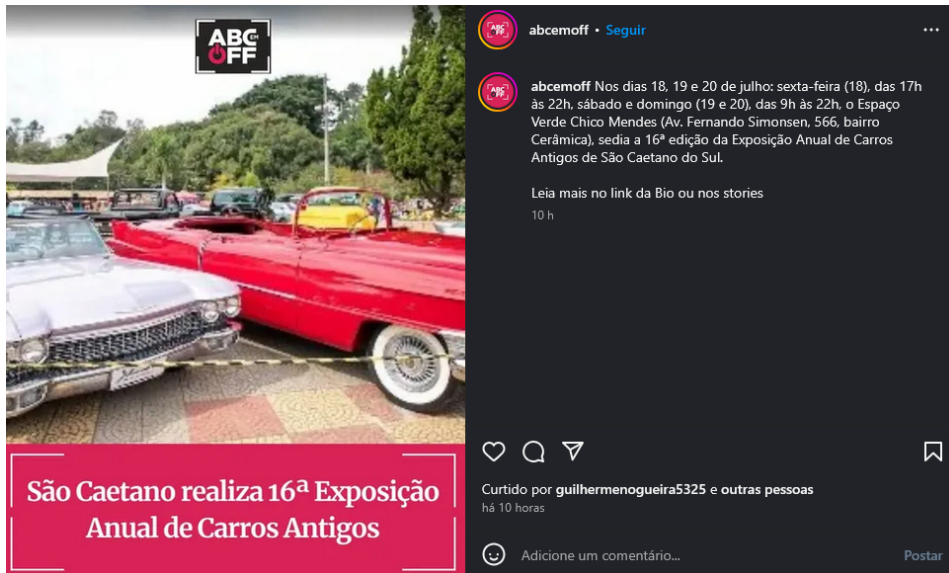 ABC EM
OFF
São Caetano realiza 16ª Exposição
Anual de Carros Antigos
abcemoff • Seguir
abcemoff Nos dias 18, 19 e 20 de julho: sexta-feira (18), das 17h
às 22h, sábado e domingo (19 e 20), das 9h às 22h, o Espaço
Verde Chico Mendes (Av. Fernando Simonsen, 566, bairro
Cerâmica), sedia a 16ª edição da Exposição Anual de Carros
Antigos de São Caetano do Sul.
Leia mais no link da Bio ou nos stories
10 h
Curtido por guilhermenogueira5325 e outras pessoas
há 10 horas
Adicione um comentário...
Postar